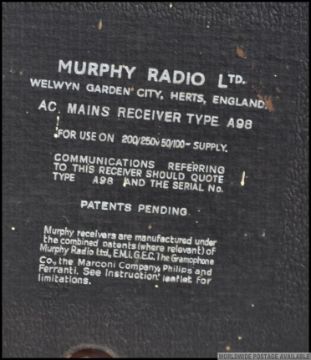 MURPHY RADIO LTD.
WELWYN GARDEN CITY, HERTS, ENGLAND.
AC. MAINS RECEIVER TYPE A98
FOR USE ON 200/250v 50/100~ SUPPLY.
COMMUNICATIONS REFERRING
TO THIS RECEIVER SHOULD QUOTE
TYPE A98 AND THE SERIAL No.
PATENTS PENDING
Murphy receivers are manufactured under
the combined patents (where relevant) of
Murphy Radio Ltd., E.M.I., G.E.C., The Gramophone
Co., the Marconi Company, Philips and
Ferranti. See Instruction leaflet for
limitations.
WORLDWIDE POSTAGE AVAILABLE